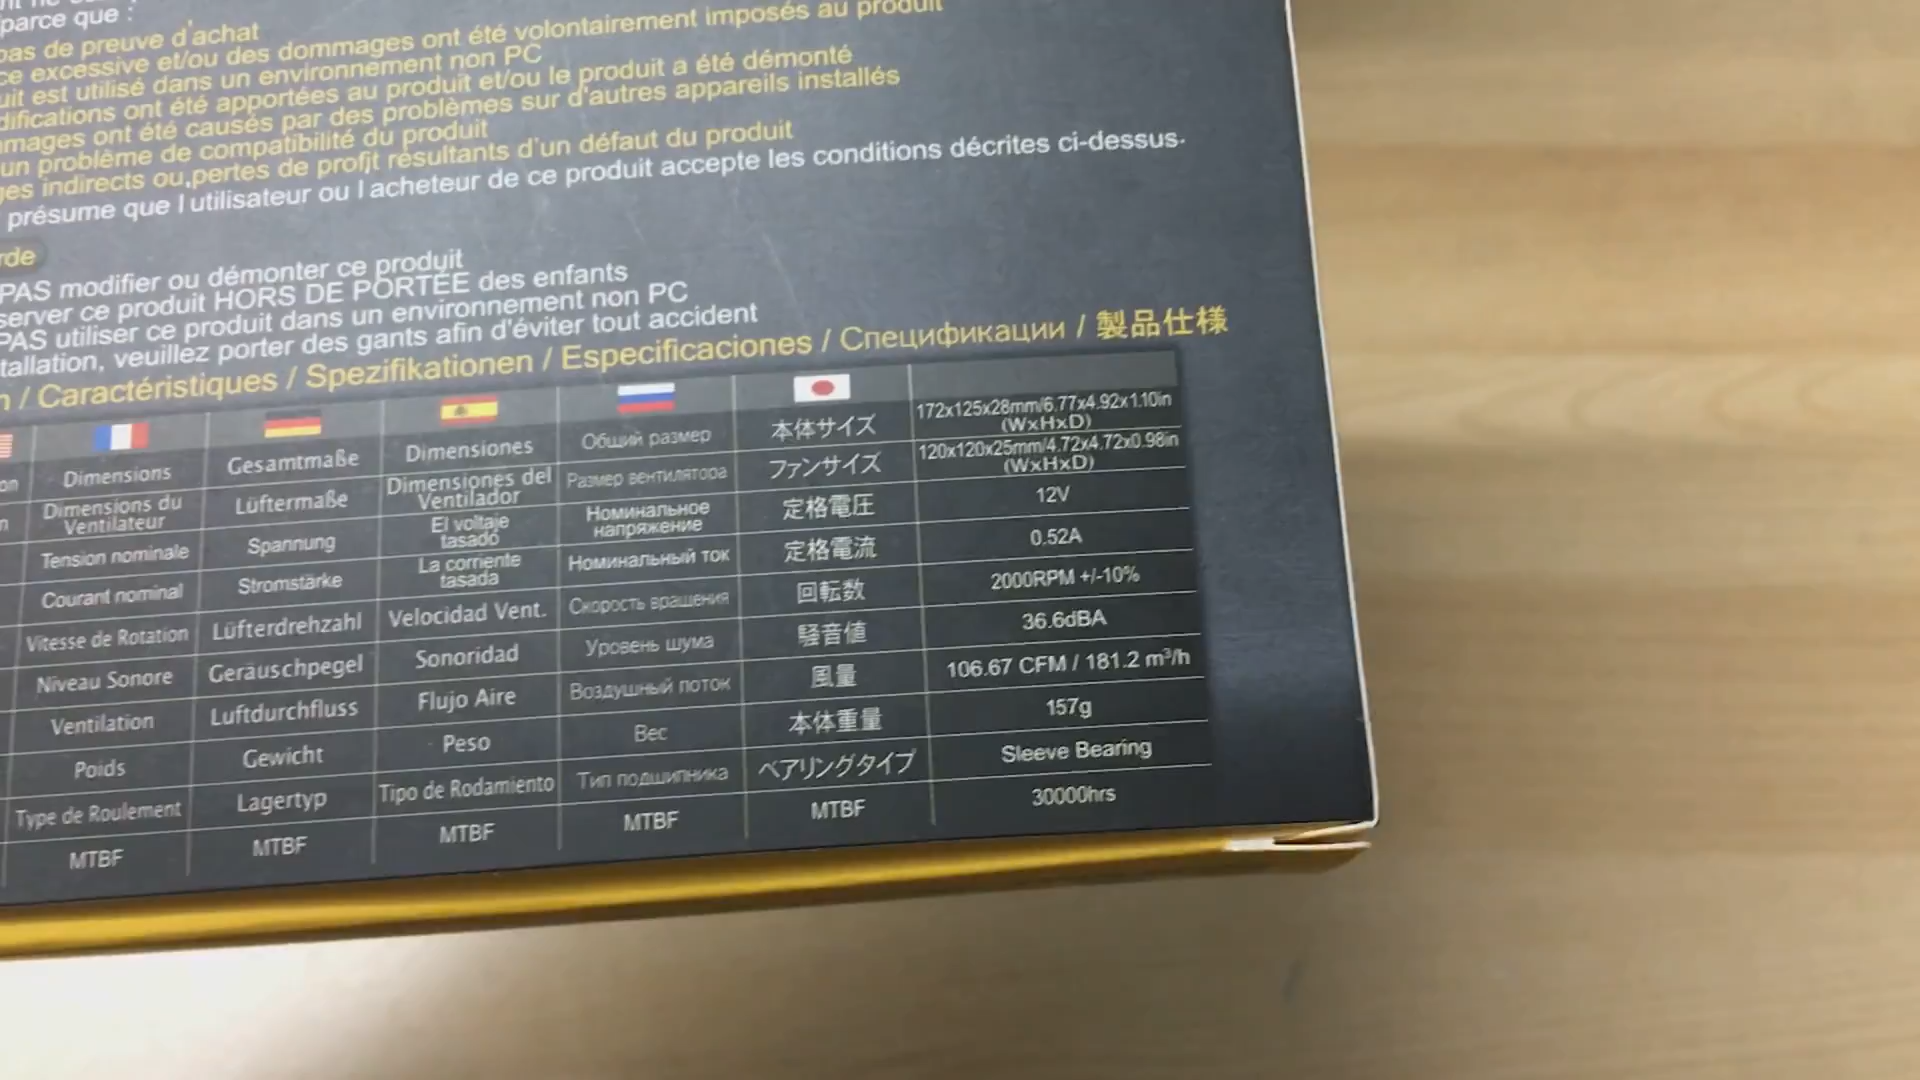 parce que :
pas de preuve d'achat
ce excessive et/ou des dommages ont été volontairement imposés au produit
uit est utilisé dans un environnement non PC
difications ont été apportées au produit et/ou le produit a été démonté
mmages ont été causés par des problèmes sur d'autres appareils installés
un problème de compatibilité du produit
ges indirects ou,pertes de profit résultants d'un défaut du produit
présume que l utilisateur ou l acheteur de ce produit accepte les conditions décrites ci-dessus.
rde
PAS modifier ou démonter ce produit
server ce produit HORS DE PORTÉE des enfants
PAS utiliser ce produit dans un environnement non PC
tallation, veuillez porter des gants afin d'éviter tout accident
n / Caractéristiques / Spezifikationen / Especificaciones / Спецификации / 製品仕様
on Dimensions Gesamtmaße Dimensiones Общий размер 本体サイズ 172x125x28mm/6.77x4.92x1.10in (WxHxD)
n Dimensions du Ventilateur Lüftermaße Dimensiones del Ventilador Размер вентилятора ファンサイズ 120x120x25mm/4.72x4.72x0.98in (WxHxD)
Tension nominale Spannung El voltaje tasado Номинальное напряжение 定格電圧 12V
Courant nominal Stromstärke La corriente tasada Номинальный ток 定格電流 0.52A
Vitesse de Rotation Lüfterdrehzahl Velocidad Vent. Скорость вращения 回転数 2000RPM +/-10%
Niveau Sonore Geräuschpegel Sonoridad Уровень шума 騒音値 36.6dBA
Ventilation Luftdurchfluss Flujo Aire Воздушный поток 風量 106.67 CFM / 181.2 m³/h
Poids Gewicht Peso Вес 本体重量 157g
Type de Roulement Lagertyp Tipo de Rodamiento Тип подшипника ベアリングタイプ Sleeve Bearing
MTBF MTBF MTBF MTBF MTBF 30000hrs